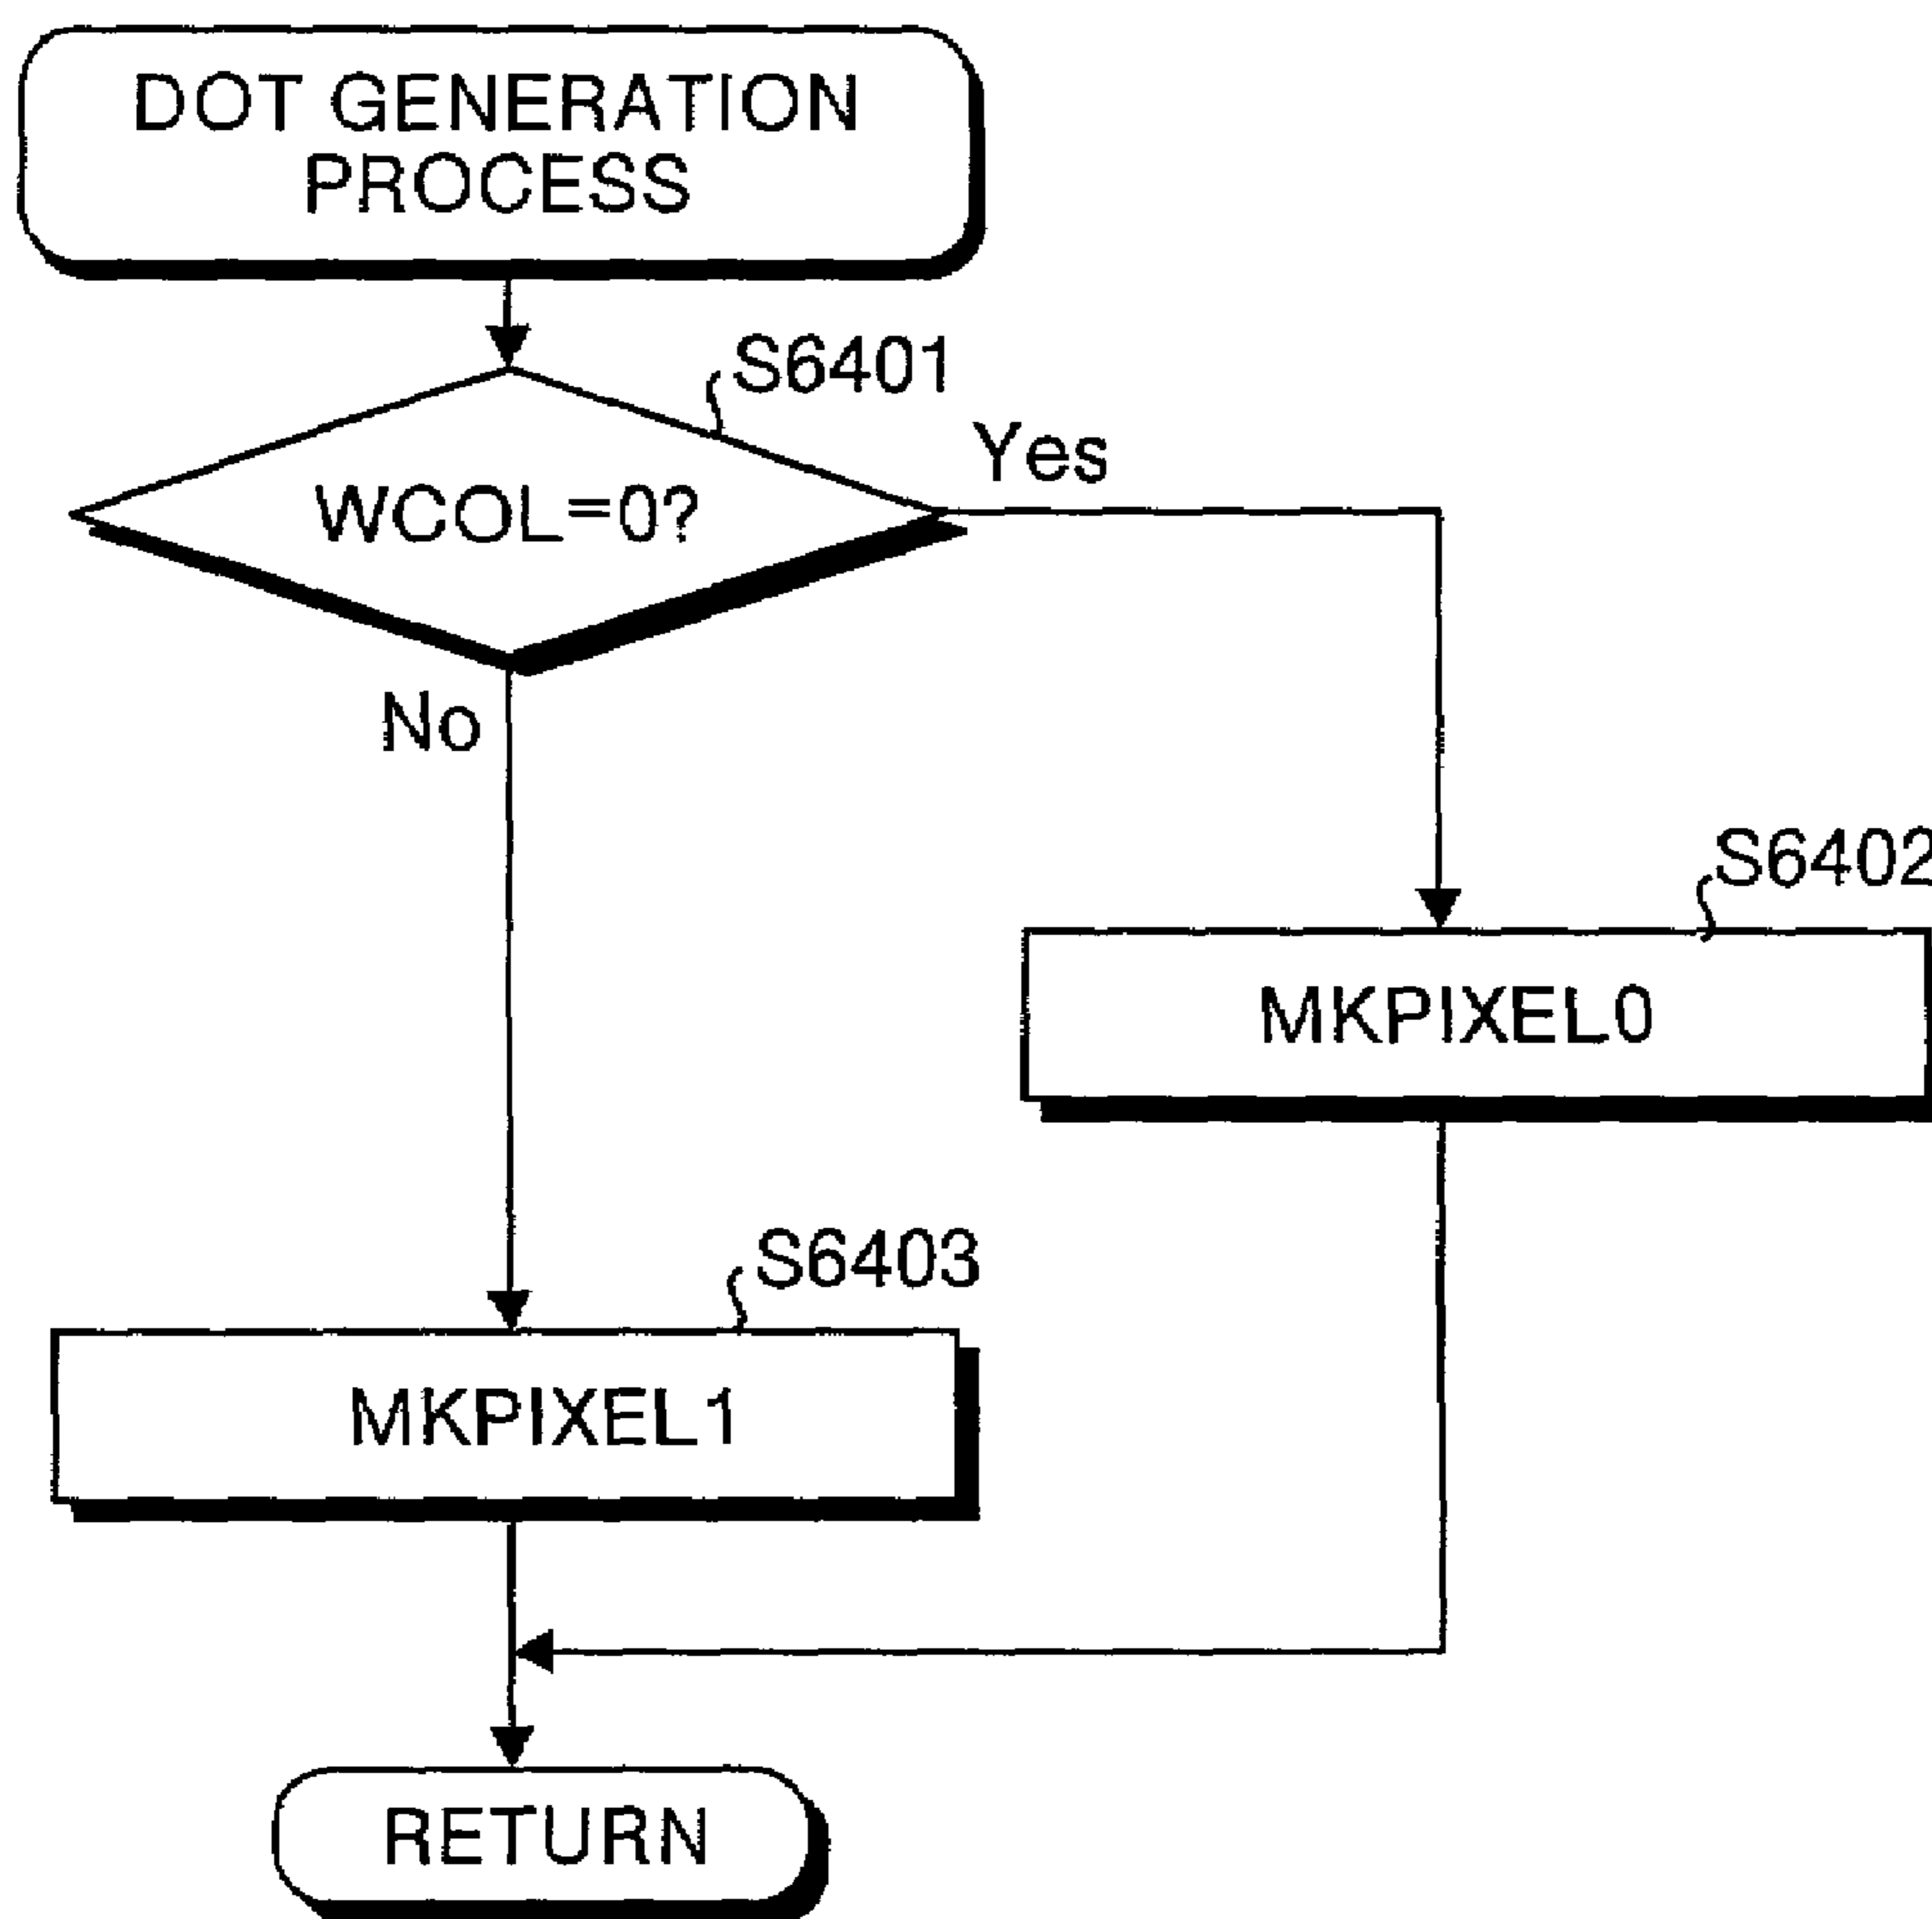 DOT GENERATION
PROCESS
S6401
Yes
WCOL=0?
No
S6402
MKPIXEL0
S6403
MKPIXEL1
RETURN